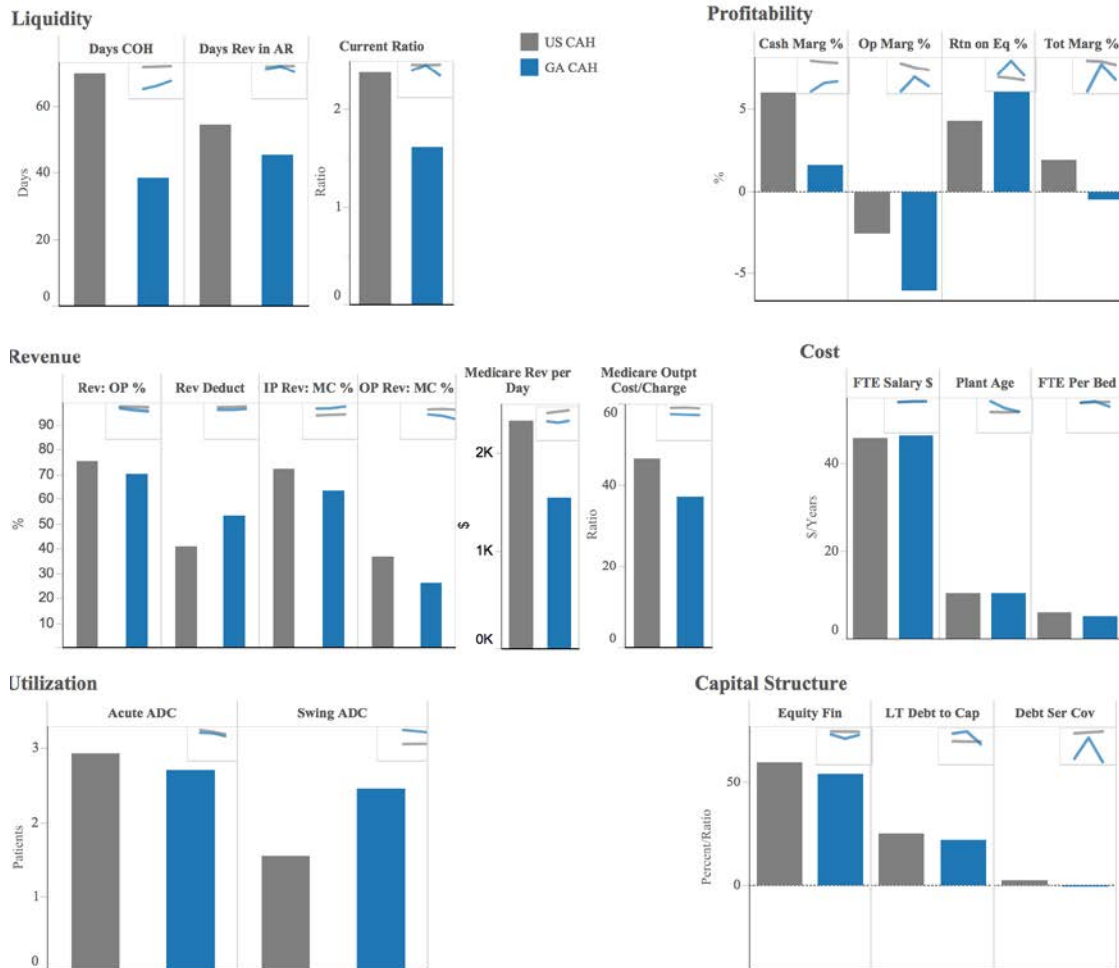 Liquidity
Days COH
Days Rev in AR
Current Ratio
60
40
20
0
Days
2
1
0
Ratio
US CAH
GA CAH
Profitability
Cash Marg %
Op Marg %
Rtn on Eq %
Tot Marg %
5
0
-5
%
Revenue
Rev: OP %
Rev Deduct
IP Rev: MC %
OP Rev: MC %
90
80
70
60
50
40
30
20
10
%
Medicare Rev per
Day
2K
1K
0K
$
Medicare Outpt
Cost/Charge
60
40
20
0
Ratio
Cost
FTE Salary $
Plant Age
FTE Per Bed
40
20
0
$/Years
Utilization
Acute ADC
Swing ADC
3
2
1
0
Patients
Capital Structure
Equity Fin
LT Debt to Cap
Debt Ser Cov
50
0
Percent/Ratio